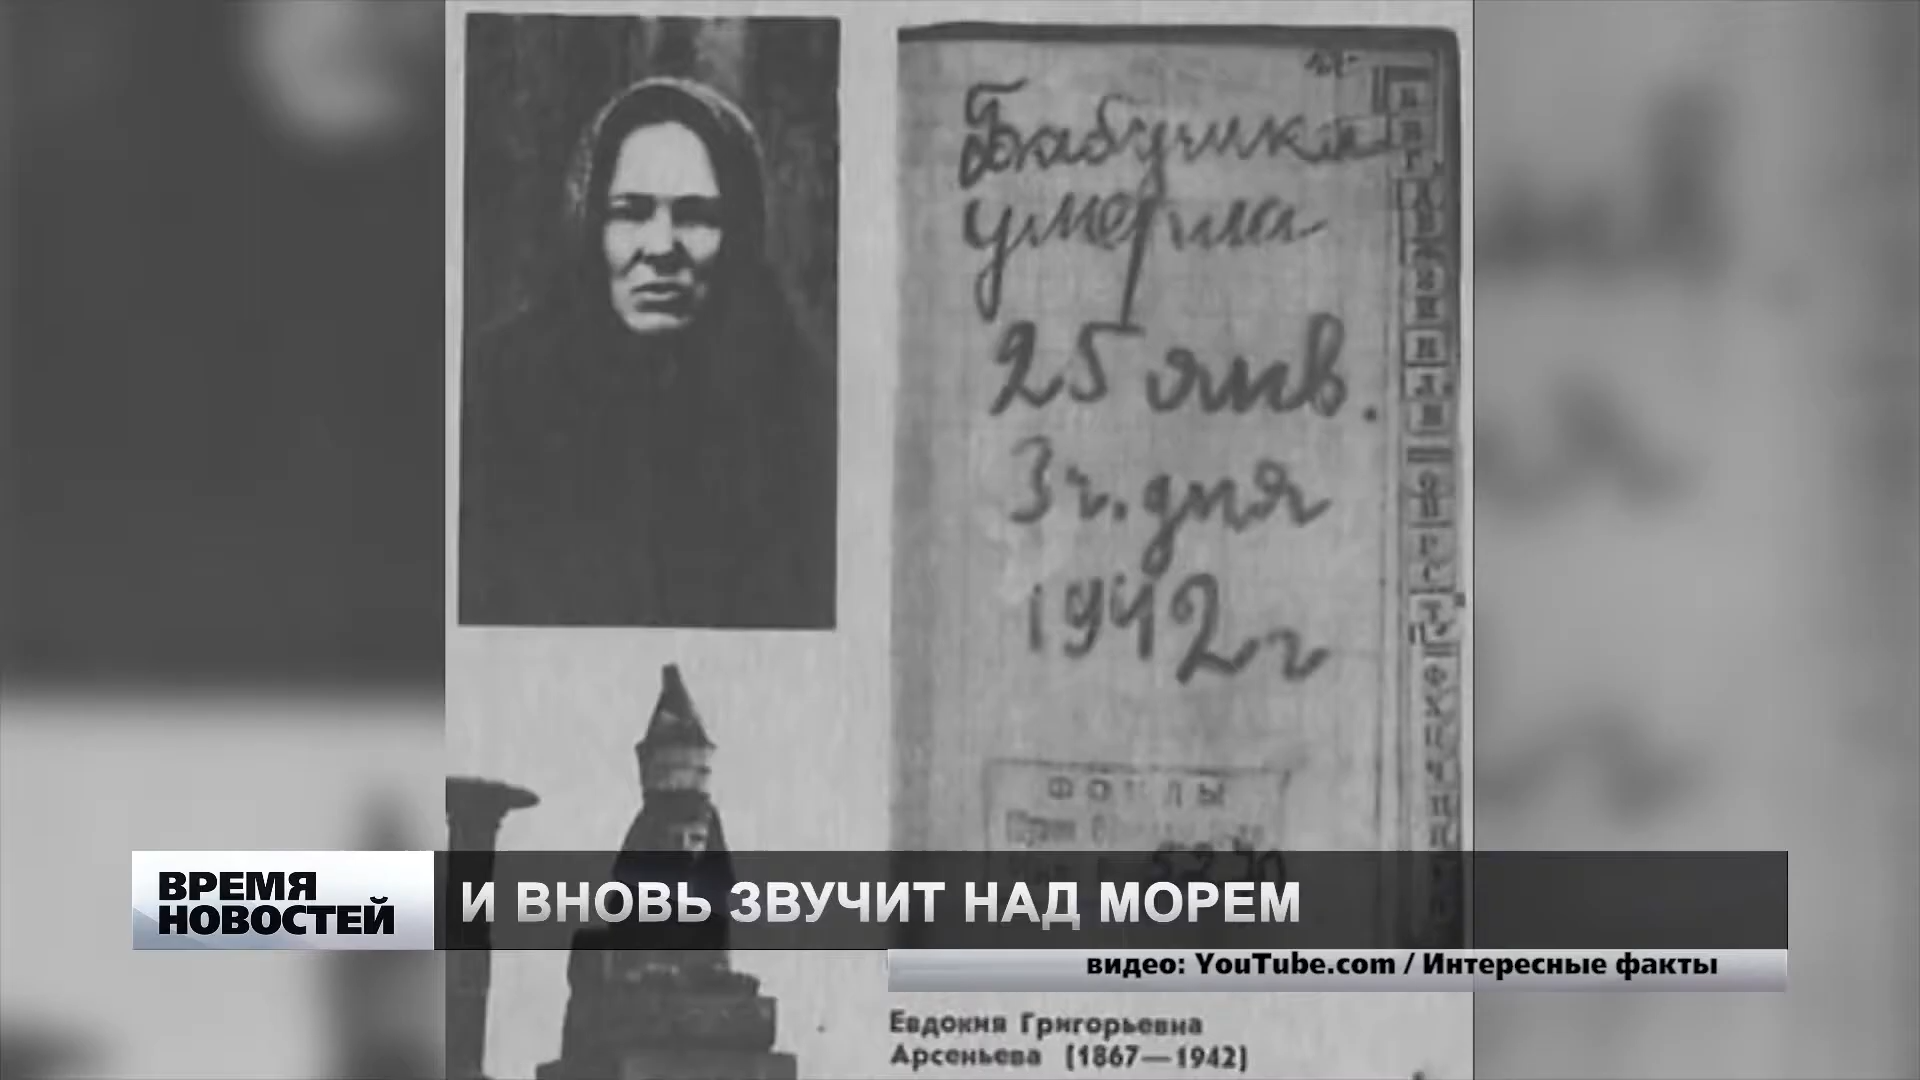 Бабушка
умерла
25 янв.
3 ч. дня
1942 г
ФОНДЫ
ВРЕМЯ
НОВОСТЕЙ
И ВНОВЬ ЗВУЧИТ НАД МОРЕМ
видео: YouTube.com / Интересные факты
Евдокия Григорьевна
Арсеньева (1867—1942)